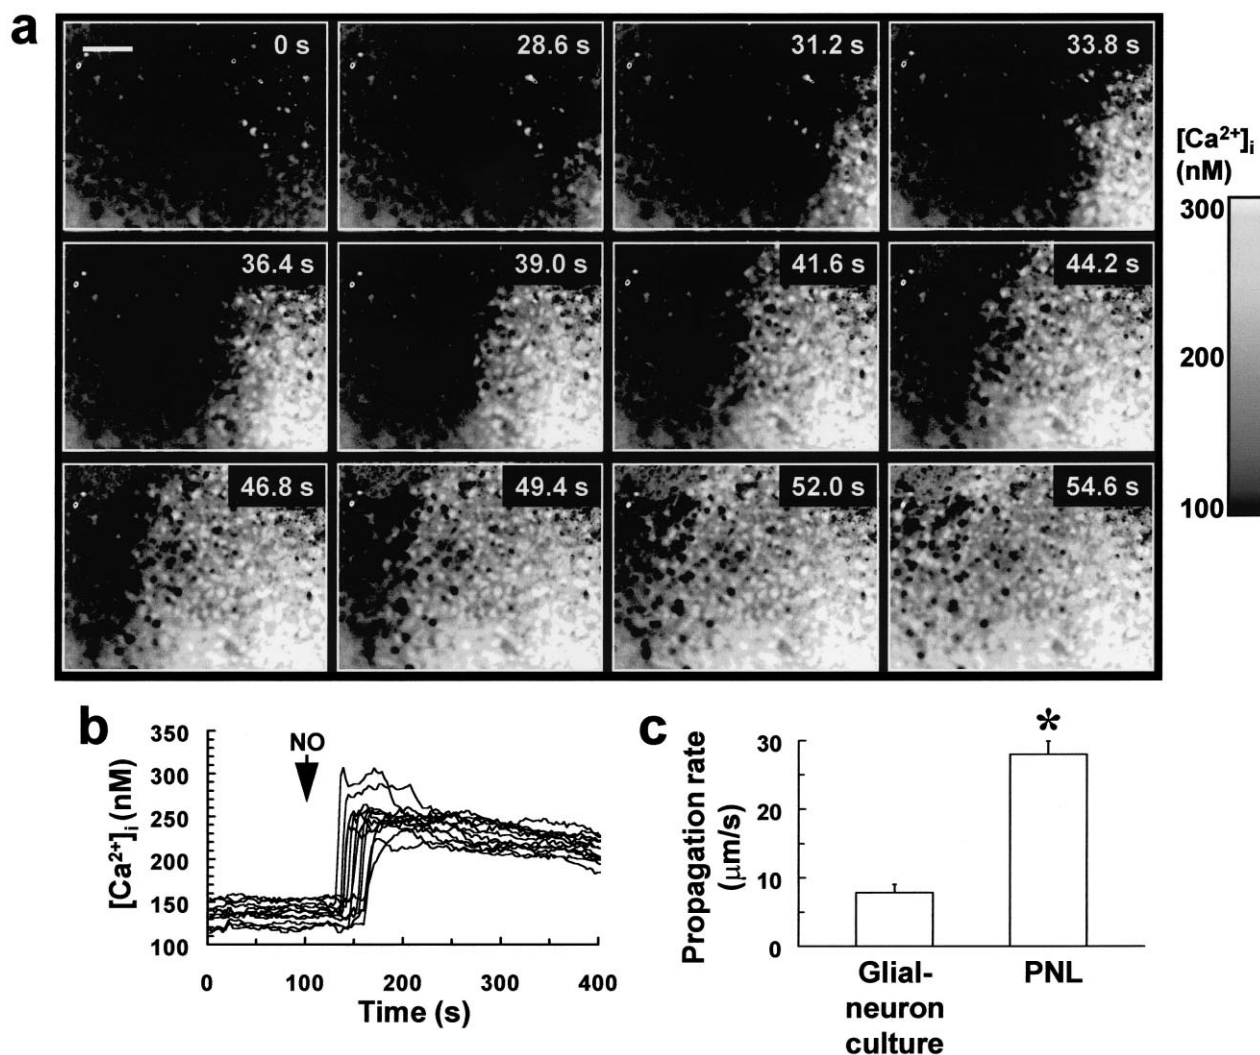 a
0 s
28.6 s
31.2 s
33.8 s
36.4 s
39.0 s
41.6 s
44.2 s
46.8 s
49.4 s
52.0 s
54.6 s
[Ca²⁺]ᵢ
(nM)
300
200
100
b
[Ca²⁺]ᵢ (nM)
350
300
250
200
150
100
NO
0
100
200
300
400
Time (s)
c
*
Propagation rate
(μm/s)
30
20
10
0
Glial-
neuron
culture
PNL